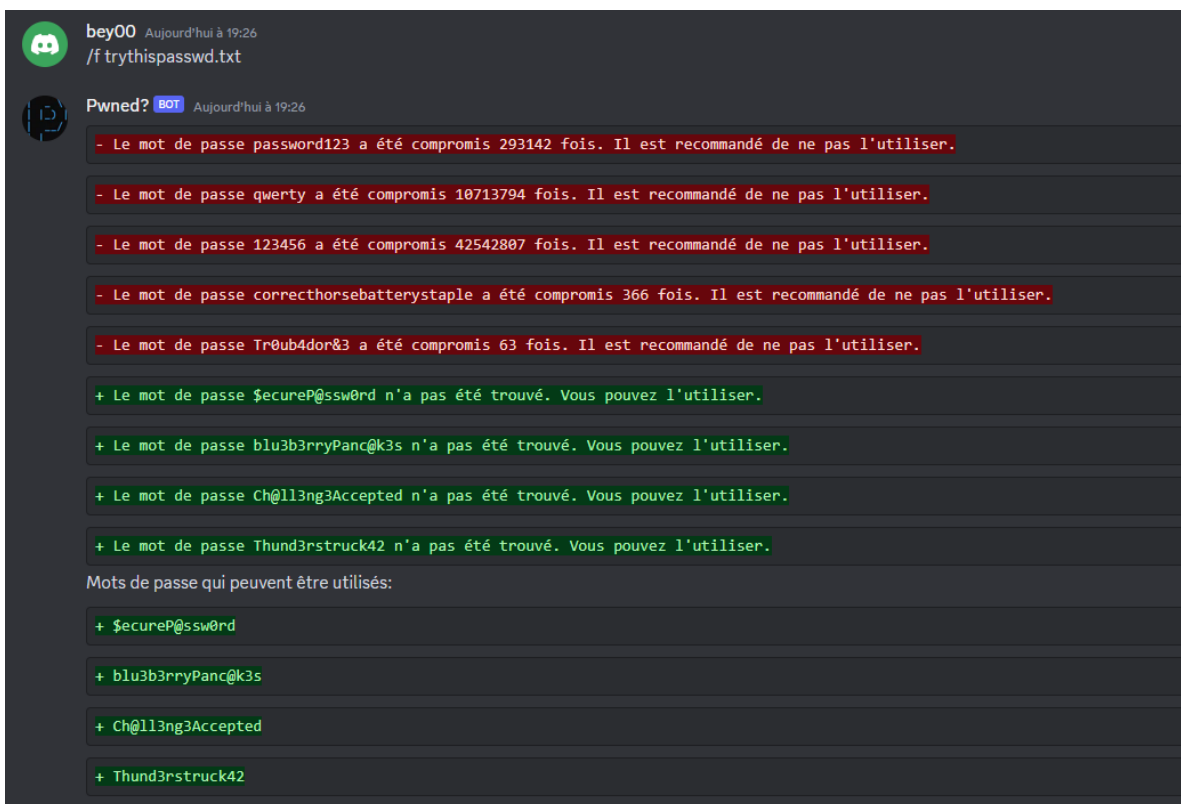 bey00 Aujourd'hui à 19:26
/f trythispasswd.txt
Pwned? BOT Aujourd'hui à 19:26
- Le mot de passe password123 a été compromis 293142 fois. Il est recommandé de ne pas l'utiliser.
- Le mot de passe qwerty a été compromis 10713794 fois. Il est recommandé de ne pas l'utiliser.
- Le mot de passe 123456 a été compromis 42542807 fois. Il est recommandé de ne pas l'utiliser.
- Le mot de passe correcthorsebatterystaple a été compromis 366 fois. Il est recommandé de ne pas l'utiliser.
- Le mot de passe Tr0ub4dor&3 a été compromis 63 fois. Il est recommandé de ne pas l'utiliser.
+ Le mot de passe $ecureP@ssw0rd n'a pas été trouvé. Vous pouvez l'utiliser.
+ Le mot de passe blu3b3rryPanc@k3s n'a pas été trouvé. Vous pouvez l'utiliser.
+ Le mot de passe Ch@ll3ng3Accepted n'a pas été trouvé. Vous pouvez l'utiliser.
+ Le mot de passe Thund3rstruck42 n'a pas été trouvé. Vous pouvez l'utiliser.
Mots de passe qui peuvent être utilisés:
+ $ecureP@ssw0rd
+ blu3b3rryPanc@k3s
+ Ch@ll3ng3Accepted
+ Thund3rstruck42